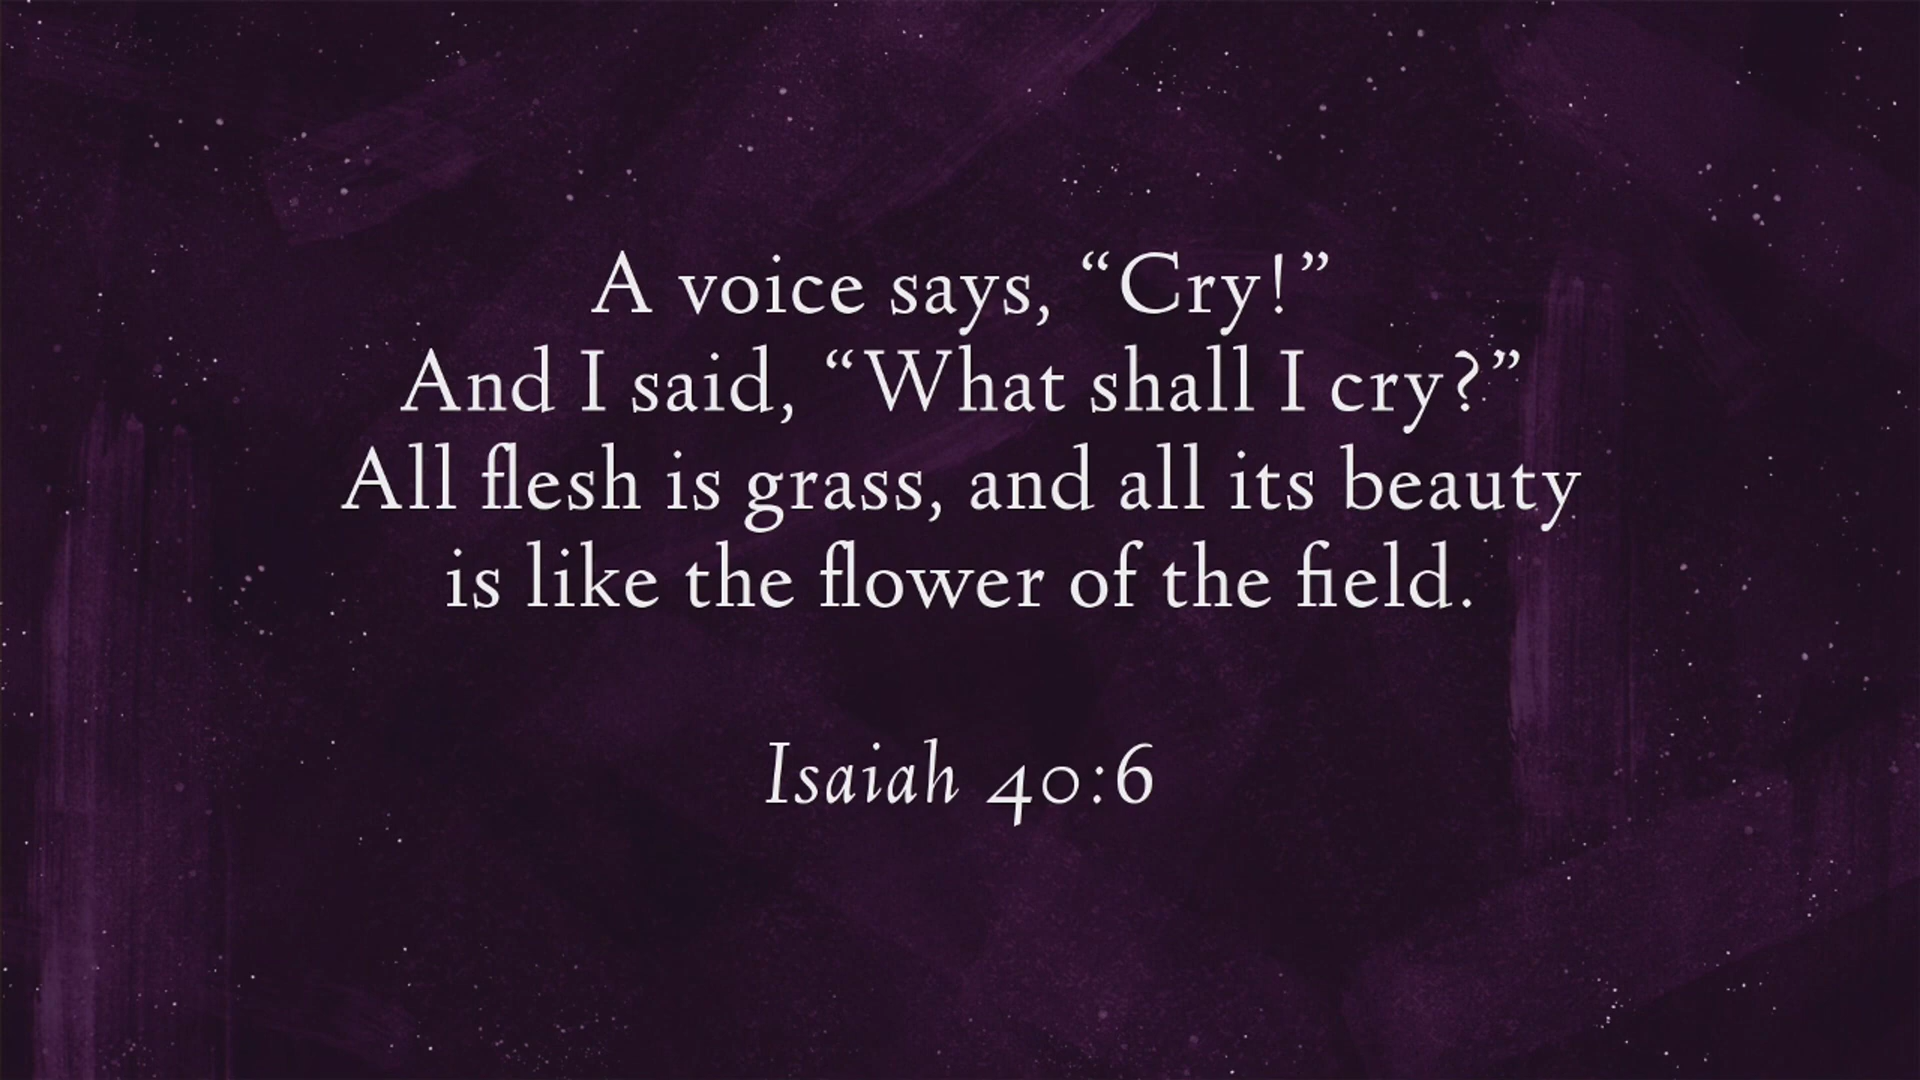 A voice says, “Cry!”
And I said, “What shall I cry?”
All flesh is grass, and all its beauty
is like the flower of the field.
Isaiah 40:6